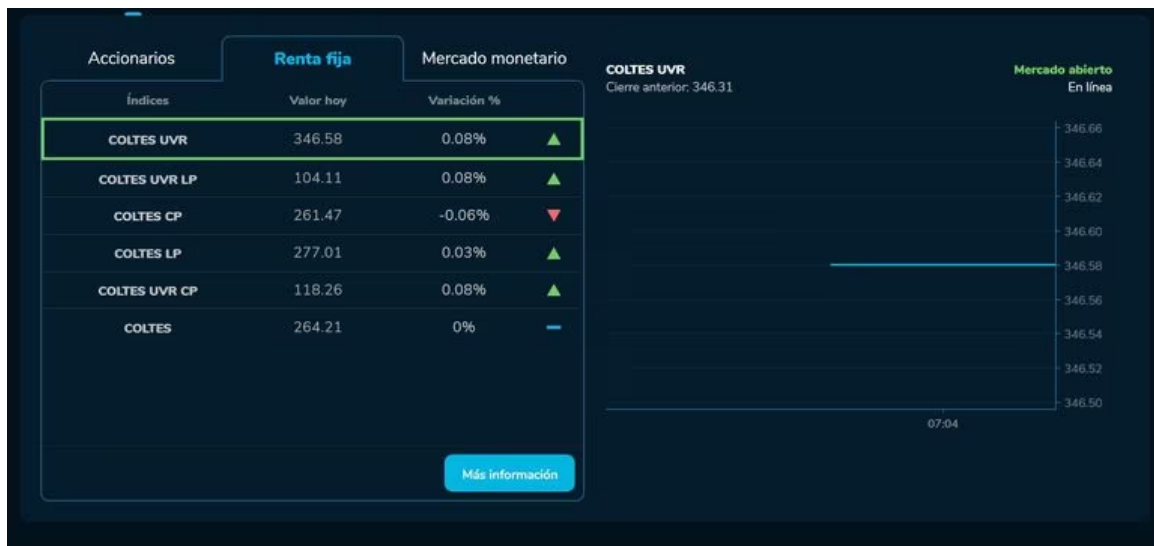 Accionarios Renta fija Mercado monetario
Índices Valor hoy Variación %
COLTES UVR 346.58 0.08%
COLTES UVR LP 104.11 0.08%
COLTES CP 261.47 -0.06%
COLTES LP 277.01 0.03%
COLTES UVR CP 118.26 0.08%
COLTES 264.21 0%
Más información
COLTES UVR Mercado abierto
Cierre anterior: 346.31 En línea
346.66
346.64
346.62
346.60
346.58
346.56
346.54
346.52
346.50
07:04